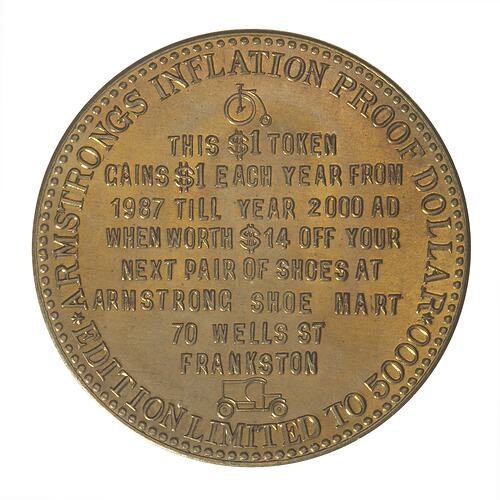 ARMSTRONGS INFLATION PROOF DOLLAR
THIS $1 TOKEN
GAINS $1 EACH YEAR FROM
1987 TILL YEAR 2000 AD
WHEN WORTH $14 OFF YOUR
NEXT PAIR OF SHOES AT
ARMSTRONG SHOE MART
70 WELLS ST
FRANKSTON
*EDITION LIMITED TO 5000*